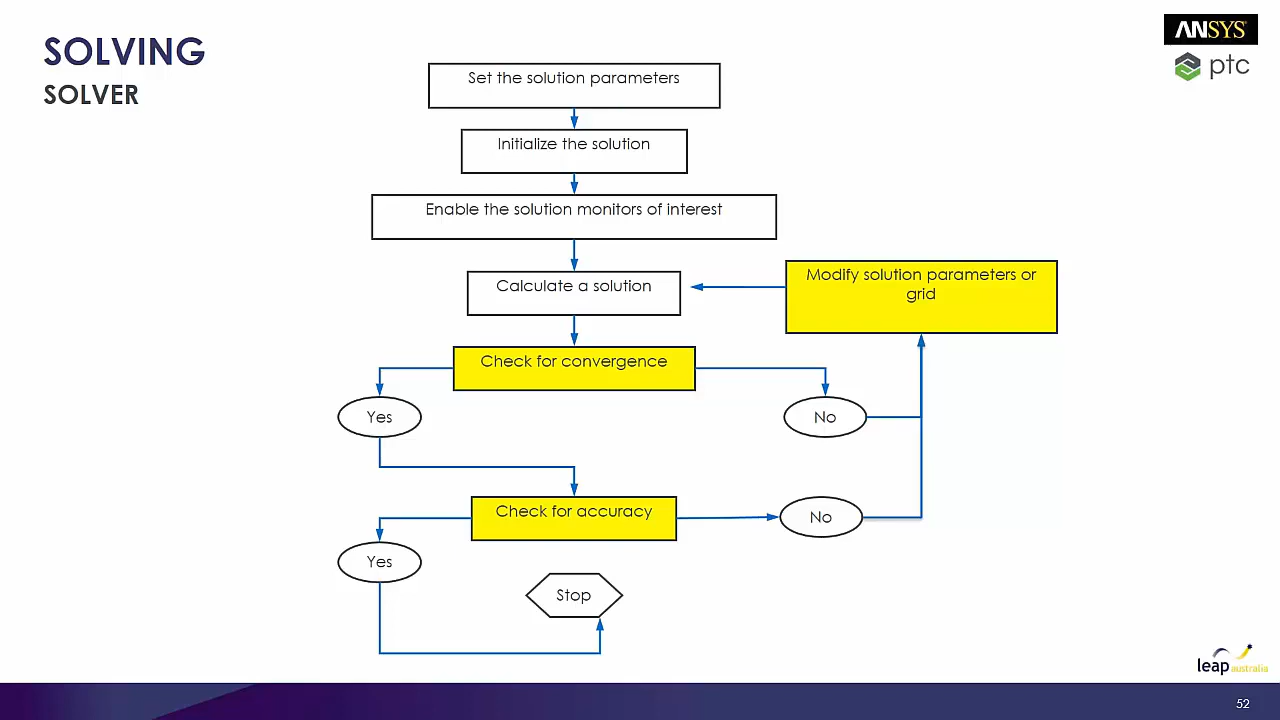 SOLVING
SOLVER
ANSYS
ptc
Set the solution parameters
Initialize the solution
Enable the solution monitors of interest
Calculate a solution
Modify solution parameters or
grid
Check for convergence
Yes
No
Check for accuracy
No
Yes
Stop
leap australia
52